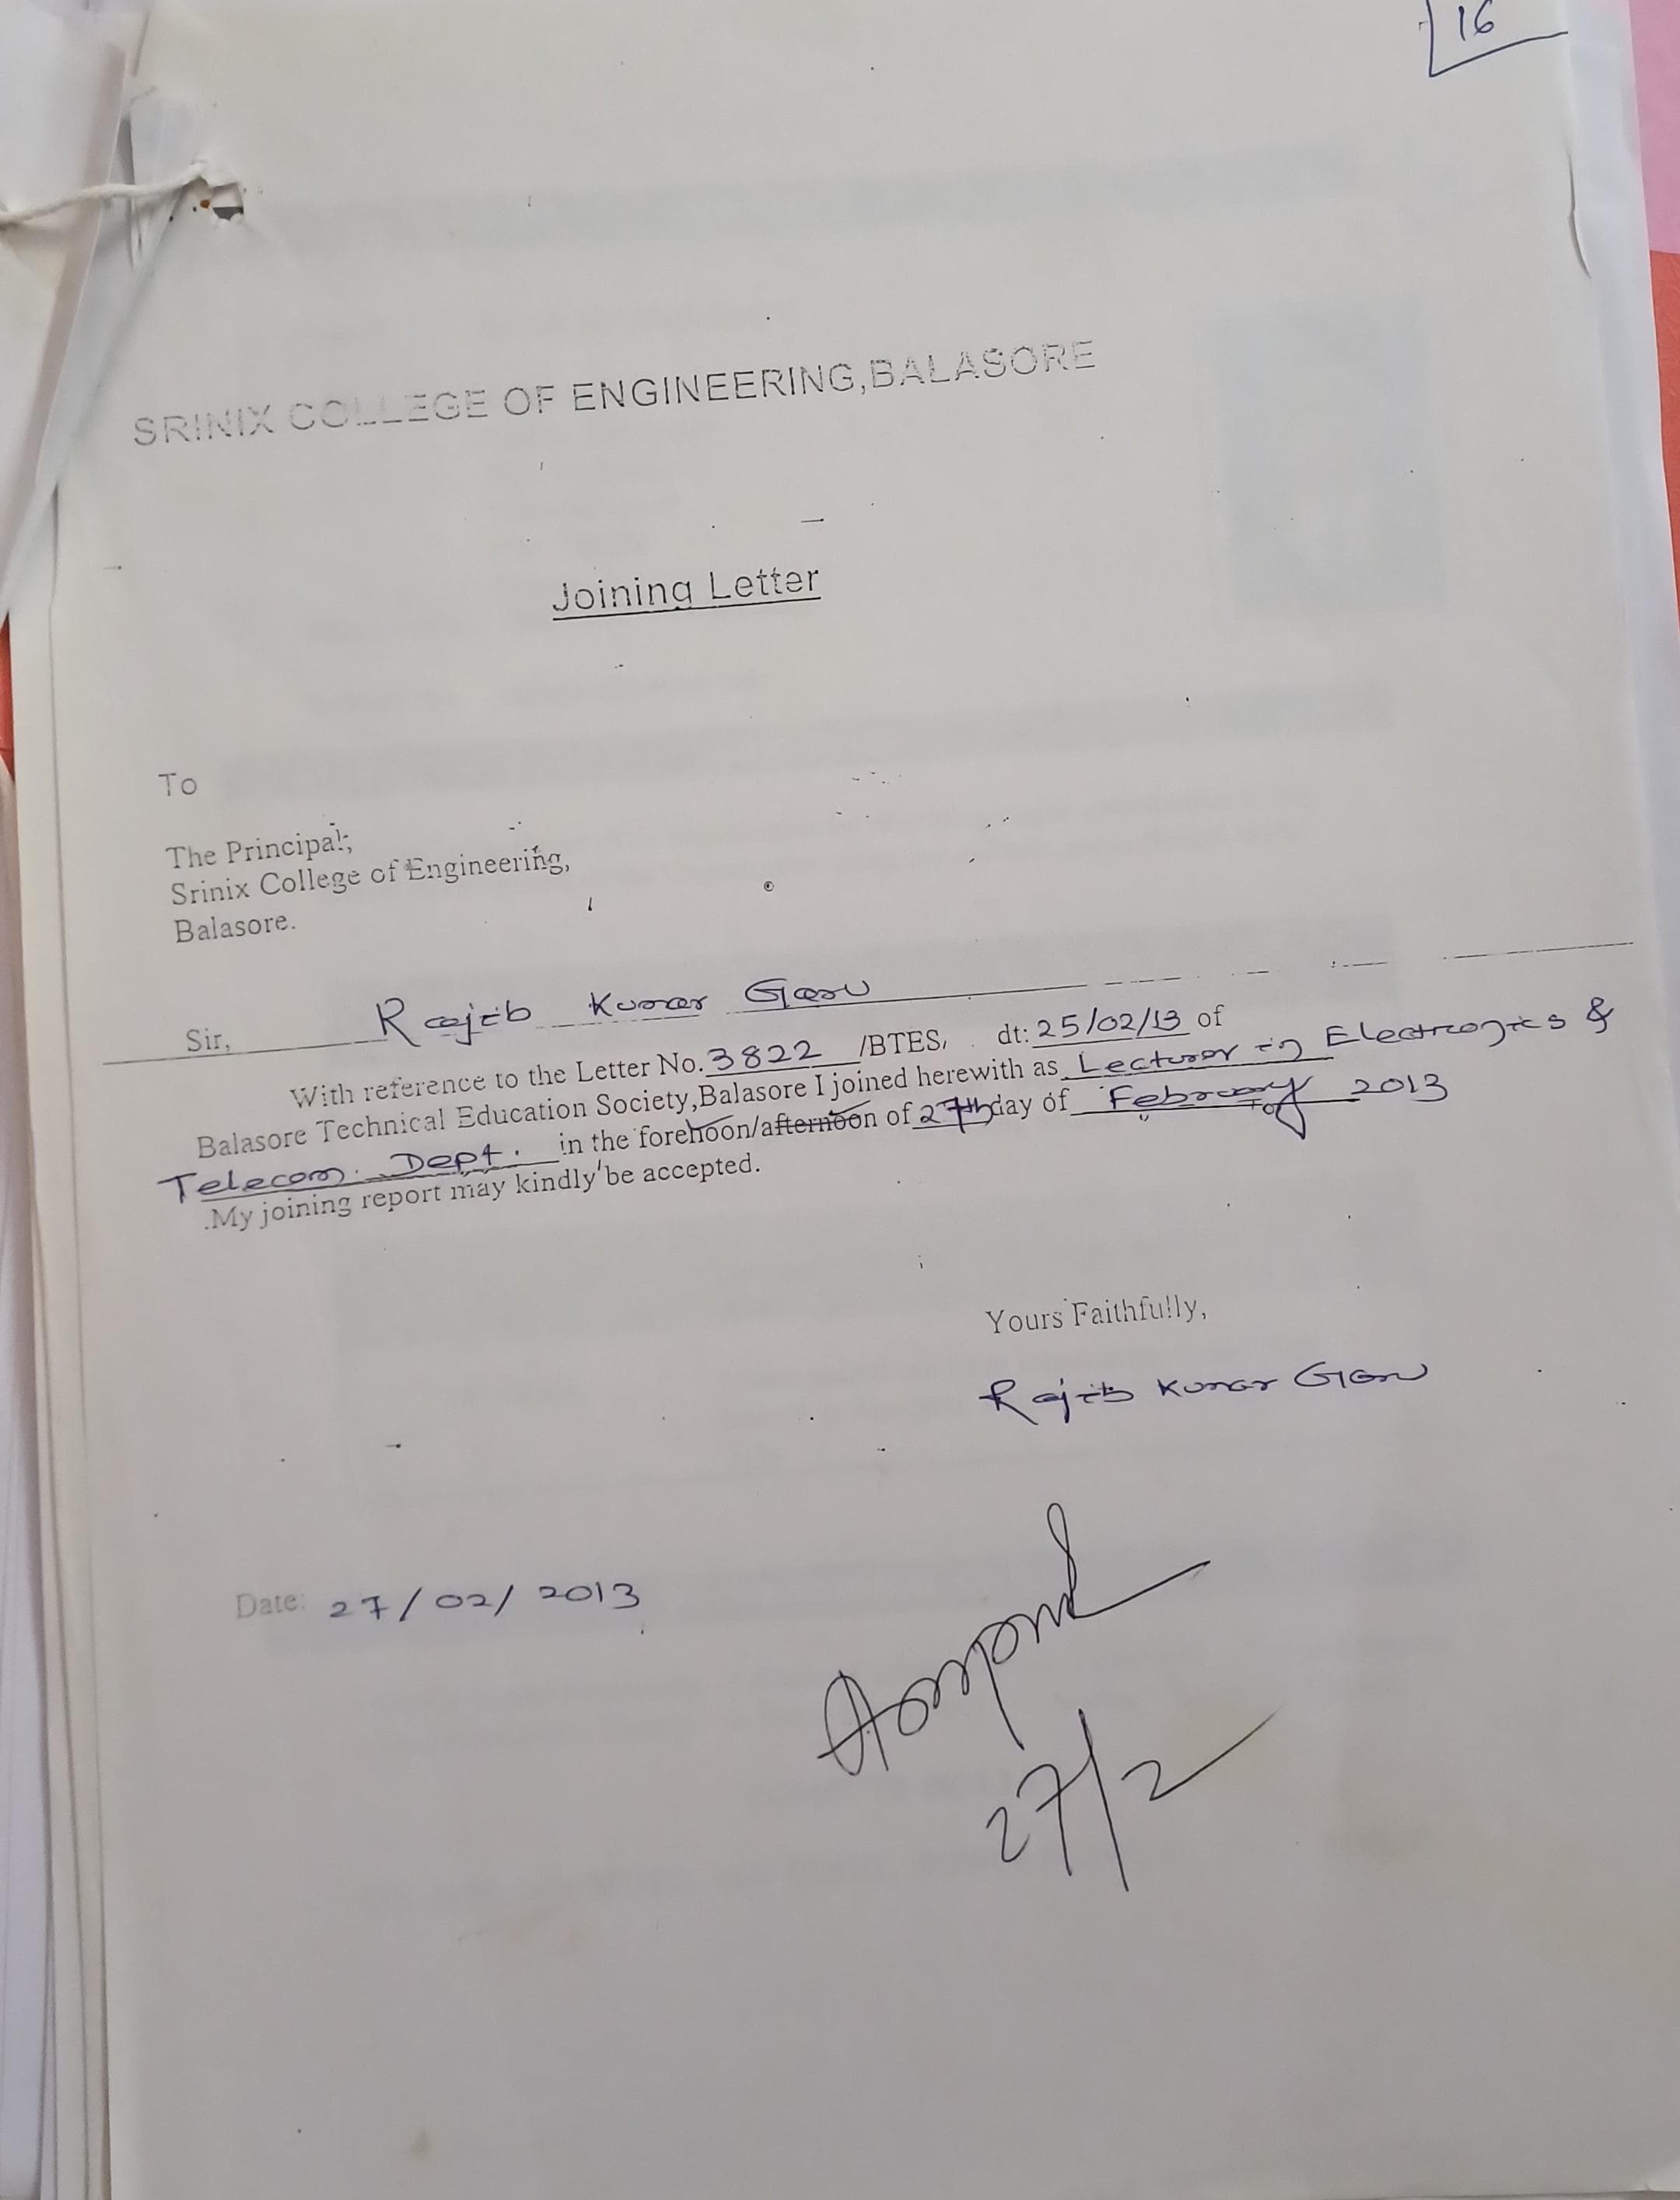 16
SRINIX COLLEGE OF ENGINEERING,BALASORE
Joining Letter
To
The Principal,
Srinix College of Engineering,
Balasore.
Sir, Rajib Kumar Garu
With reference to the Letter No. 3822 /BTES, dt: 25/02/13 of
Balasore Technical Education Society,Balasore I joined herewith as Lecturer in Electronics &
Telecom. Dept. in the forenoon/afternoon of 27th day of February 2013
.My joining report may kindly be accepted.
Yours Faithfully,
Rajib Kumar Garu
Date: 27/02/2013
27/2